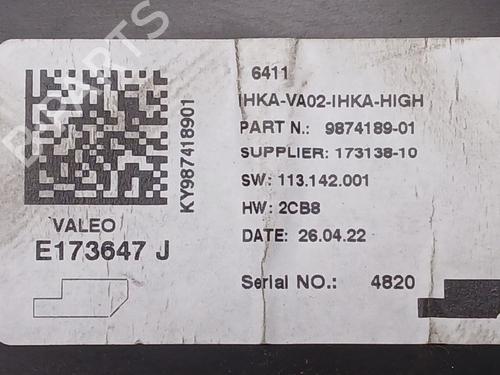 6411
IHKA-VA02-IHKA-HIGH
PART N.: 9874189-01
SUPPLIER: 173138-10
SW: 113.142.001
HW: 2CB8
DATE: 26.04.22
Serial NO.: 4820
KY987418901
VALEO
E173647 J
B-PARTS